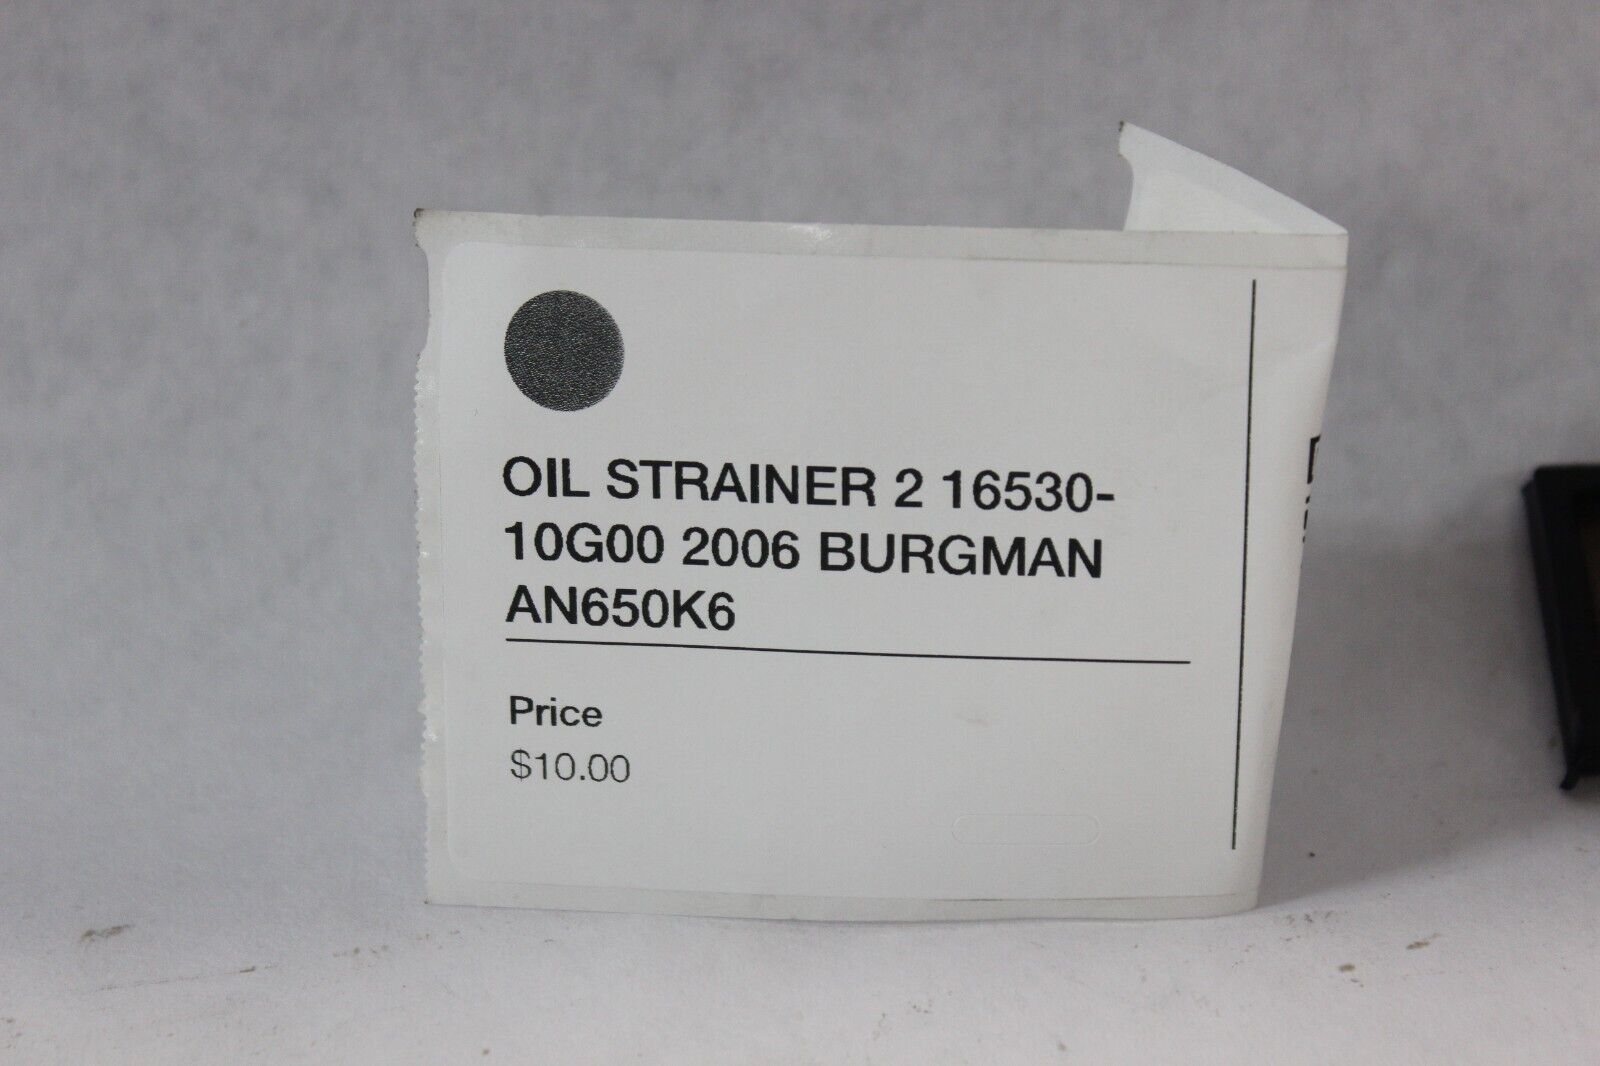 OIL STRAINER 2 16530-
10G00 2006 BURGMAN
AN650K6
Price
$10.00